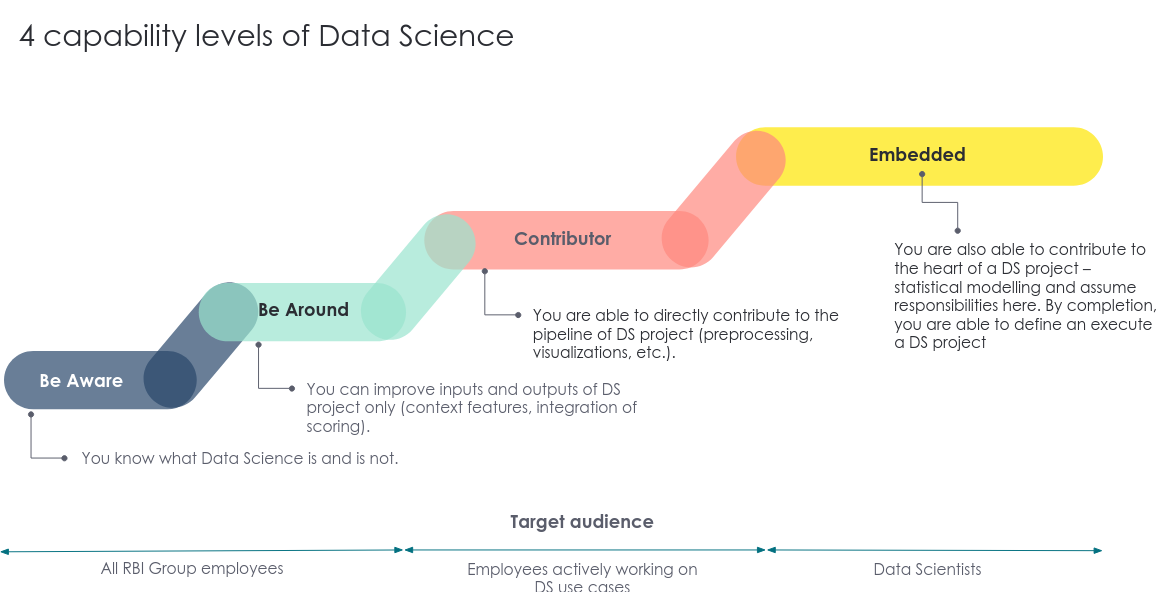 4 capability levels of Data Science
Embedded
Contributor
You are also able to contribute to
the heart of a DS project –
statistical modelling and assume
responsibilities here. By completion,
you are able to define an execute
a DS project
Be Around
You are able to directly contribute to the
pipeline of DS project (preprocessing,
visualizations, etc.).
Be Aware
You can improve inputs and outputs of DS
project only (context features, integration of
scoring).
You know what Data Science is and is not.
Target audience
All RBI Group employees
Employees actively working on
DS use cases
Data Scientists